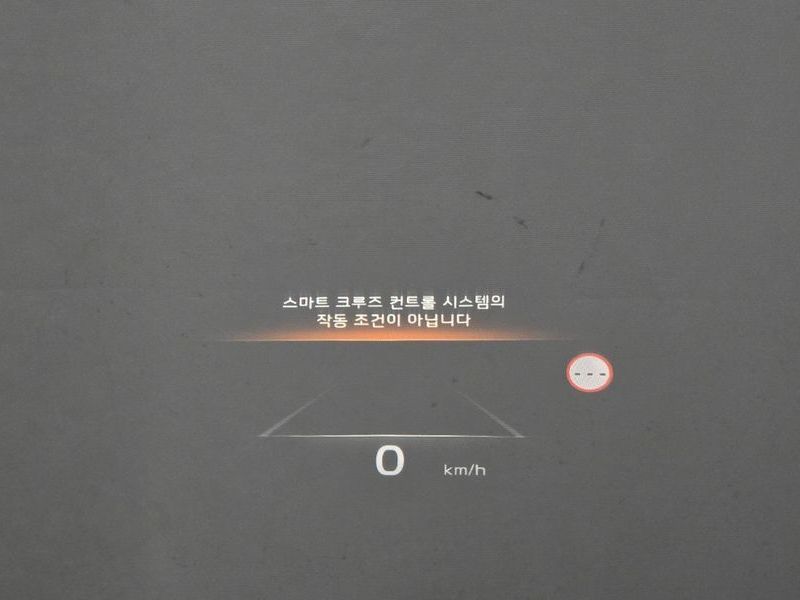 스마트 크루즈 컨트롤 시스템의
작동 조건이 아닙니다
---
0 km/h